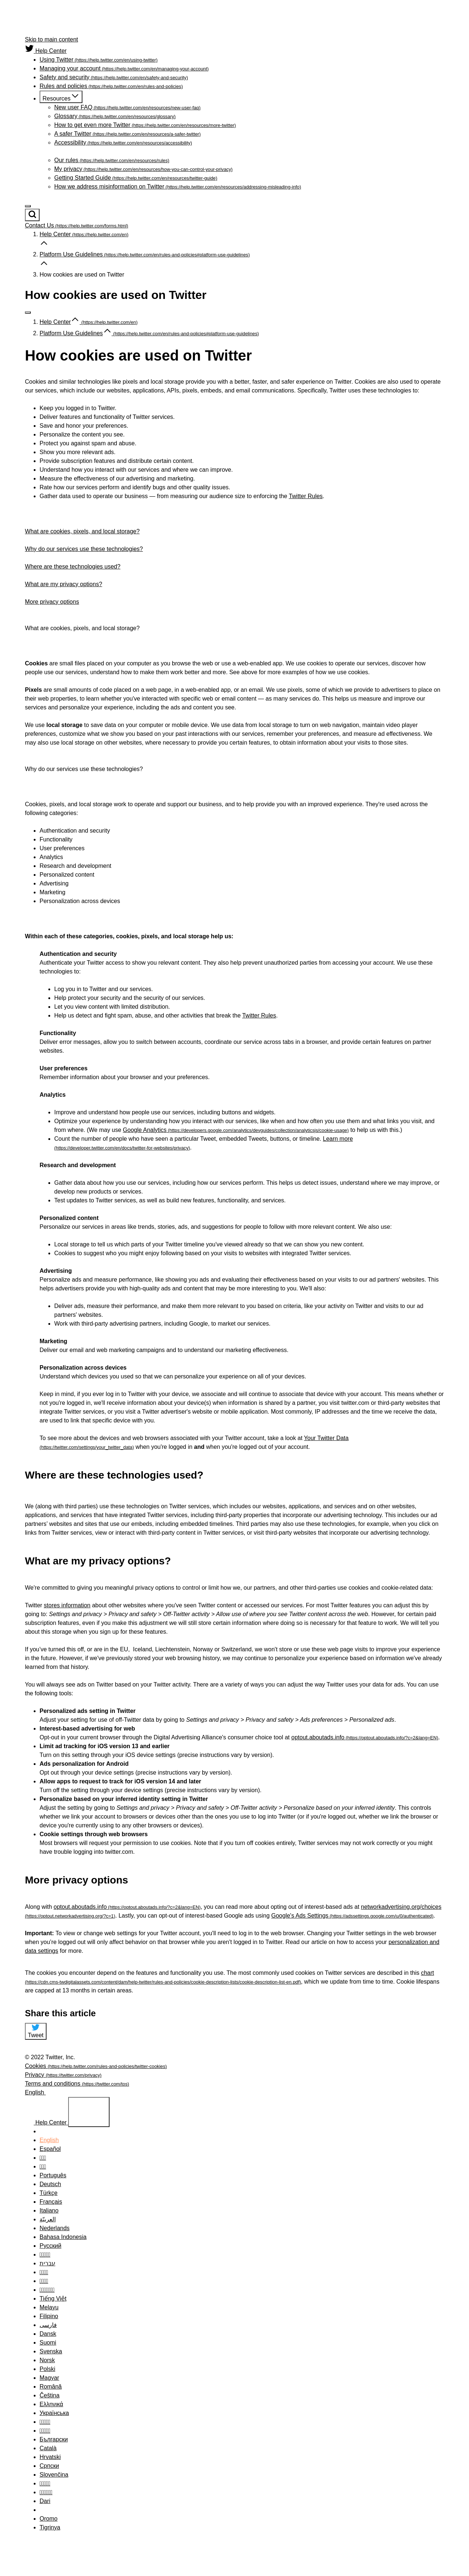 Skip to main content
Help Center
Using Twitter (https://help.twitter.com/en/using-twitter)
Managing your account (https://help.twitter.com/en/managing-your-account)
Safety and security (https://help.twitter.com/en/safety-and-security)
Rules and policies (https://help.twitter.com/en/rules-and-policies)
Resources
New user FAQ (https://help.twitter.com/en/resources/new-user-faq)
Glossary (https://help.twitter.com/en/resources/glossary)
How to get even more Twitter (https://help.twitter.com/en/resources/more-twitter)
A safer Twitter (https://help.twitter.com/en/resources/a-safer-twitter)
Accessibility (https://help.twitter.com/en/resources/accessibility)
Our rules (https://help.twitter.com/en/resources/rules)
My privacy (https://help.twitter.com/en/resources/how-you-can-control-your-privacy)
Getting Started Guide (https://help.twitter.com/en/resources/twitter-guide)
How we address misinformation on Twitter (https://help.twitter.com/en/resources/addressing-misleading-info)
Contact Us (https://help.twitter.com/forms.html)
1. Help Center (https://help.twitter.com/en)
2. Platform Use Guidelines (https://help.twitter.com/en/rules-and-policies#platform-use-guidelines)
3. How cookies are used on Twitter
How cookies are used on Twitter
1. Help Center (https://help.twitter.com/en)
2. Platform Use Guidelines (https://help.twitter.com/en/rules-and-policies#platform-use-guidelines)
How cookies are used on Twitter
Cookies and similar technologies like pixels and local storage provide you with a better, faster, and safer experience on Twitter. Cookies are also used to operate
our services, which include our websites, applications, APIs, pixels, embeds, and email communications. Specifically, Twitter uses these technologies to:
Keep you logged in to Twitter.
Deliver features and functionality of Twitter services.
Save and honor your preferences.
Personalize the content you see.
Protect you against spam and abuse.
Show you more relevant ads.
Provide subscription features and distribute certain content.
Understand how you interact with our services and where we can improve.
Measure the effectiveness of our advertising and marketing.
Rate how our services perform and identify bugs and other quality issues.
Gather data used to operate our business — from measuring our audience size to enforcing the Twitter Rules.
What are cookies, pixels, and local storage?
Why do our services use these technologies?
Where are these technologies used?
What are my privacy options?
More privacy options
What are cookies, pixels, and local storage?
Cookies are small files placed on your computer as you browse the web or use a web-enabled app. We use cookies to operate our services, discover how
people use our services, understand how to make them work better and more. See above for more examples of how we use cookies.
Pixels are small amounts of code placed on a web page, in a web-enabled app, or an email. We use pixels, some of which we provide to advertisers to place on
their web properties, to learn whether you've interacted with specific web or email content — as many services do. This helps us measure and improve our
services and personalize your experience, including the ads and content you see.
We use local storage to save data on your computer or mobile device. We use data from local storage to turn on web navigation, maintain video player
preferences, customize what we show you based on your past interactions with our services, remember your preferences, and measure ad effectiveness. We
may also use local storage on other websites, where necessary to provide you certain features, to obtain information about your visits to those sites.
Why do our services use these technologies?
Cookies, pixels, and local storage work to operate and support our business, and to help provide you with an improved experience. They're used across the
following categories:
Authentication and security
Functionality
User preferences
Analytics
Research and development
Personalized content
Advertising
Marketing
Personalization across devices
Within each of these categories, cookies, pixels, and local storage help us:
Authentication and security
Authenticate your Twitter access to show you relevant content. They also help prevent unauthorized parties from accessing your account. We use these
technologies to:
Log you in to Twitter and our services.
Help protect your security and the security of our services.
Let you view content with limited distribution.
Help us detect and fight spam, abuse, and other activities that break the Twitter Rules.
Functionality
Deliver error messages, allow you to switch between accounts, coordinate our service across tabs in a browser, and provide certain features on partner
websites.
User preferences
Remember information about your browser and your preferences.
Analytics
Improve and understand how people use our services, including buttons and widgets.
Optimize your experience by understanding how you interact with our services, like when and how often you use them and what links you visit, and
from where. (We may use Google Analytics (https://developers.google.com/analytics/devguides/collection/analyticsjs/cookie-usage) to help us with this.)
Count the number of people who have seen a particular Tweet, embedded Tweets, buttons, or timeline. Learn more
(https://developer.twitter.com/en/docs/twitter-for-websites/privacy).
Research and development
Gather data about how you use our services, including how our services perform. This helps us detect issues, understand where we may improve, or
develop new products or services.
Test updates to Twitter services, as well as build new features, functionality, and services.
Personalized content
Personalize our services in areas like trends, stories, ads, and suggestions for people to follow with more relevant content. We also use:
Local storage to tell us which parts of your Twitter timeline you've viewed already so that we can show you new content.
Cookies to suggest who you might enjoy following based on your visits to websites with integrated Twitter services.
Advertising
Personalize ads and measure performance, like showing you ads and evaluating their effectiveness based on your visits to our ad partners' websites. This
helps advertisers provide you with high-quality ads and content that may be more interesting to you. We'll also:
Deliver ads, measure their performance, and make them more relevant to you based on criteria, like your activity on Twitter and visits to our ad
partners' websites.
Work with third-party advertising partners, including Google, to market our services.
Marketing
Deliver our email and web marketing campaigns and to understand our marketing effectiveness.
Personalization across devices
Understand which devices you used so that we can personalize your experience on all of your devices.
Keep in mind, if you ever log in to Twitter with your device, we associate and will continue to associate that device with your account. This means whether or
not you're logged in, we'll receive information about your device(s) when information is shared by a partner, you visit twitter.com or third-party websites that
integrate Twitter services, or you visit a Twitter advertiser's website or mobile application. Most commonly, IP addresses and the time we receive the data,
are used to link that specific device with you.
To see more about the devices and web browsers associated with your Twitter account, take a look at Your Twitter Data
(https://twitter.com/settings/your_twitter_data) when you're logged in and when you're logged out of your account.
Where are these technologies used?
We (along with third parties) use these technologies on Twitter services, which includes our websites, applications, and services and on other websites,
applications, and services that have integrated Twitter services, including third-party properties that incorporate our advertising technology. This includes our ad
partners' websites and sites that use our embeds, including embedded timelines. Third parties may also use these technologies, for example, when you click on
links from Twitter services, view or interact with third-party content in Twitter services, or visit third-party websites that incorporate our advertising technology.
What are my privacy options?
We're committed to giving you meaningful privacy options to control or limit how we, our partners, and other third-parties use cookies and cookie-related data:
Twitter stores information about other websites where you've seen Twitter content or accessed our services. For most Twitter features you can adjust this by
going to: Settings and privacy > Privacy and safety > Off-Twitter activity > Allow use of where you see Twitter content across the web. However, for certain paid
subscription features, even if you make this adjustment we will still store certain information where doing so is necessary for that feature to work. We will tell you
about this storage when you sign-up for features that use your data this way.
If you've turned this off, or are in the EU,  Iceland, Liechtenstein, Norway or Switzerland, we won't store or use these web page visits to improve your experience
in the future. However, if we've previously stored your web browsing history, we may continue to personalize your experience based on information we've already
learned from that history.
You will always see ads on Twitter based on your Twitter activity. There are a variety of ways you can adjust the way Twitter uses your data for ads. You can use
the following tools:
Personalized ads setting in Twitter
Adjust your setting for use of off-Twitter data by going to Settings and privacy > Privacy and safety > Ads preferences > Personalized ads.
Interest-based advertising for web
Opt-out in your current browser through the Digital Advertising Alliance's consumer choice tool at optout.aboutads.info (https://optout.aboutads.info/?c=2&lang=EN).
Limit ad tracking for iOS version 13 and earlier
Turn on this setting through your iOS device settings (precise instructions vary by version).
Ads personalization for Android
Opt out through your device settings (precise instructions vary by version).
Allow apps to request to track for iOS version 14 and later
Turn off the setting through your device settings (precise instructions vary by version).
Personalize based on your inferred identity setting in Twitter
Adjust the setting by going to Settings and privacy > Privacy and safety > Off-Twitter activity > Personalize based on your inferred identity. This controls
whether we link your account to browsers or devices other than the ones you use to log into Twitter (or if you're logged out, whether we link the browser or
device you're currently using to any other browsers or devices).
Cookie settings through web browsers
Most browsers will request your permission to use cookies. Note that if you turn off cookies entirely, Twitter services may not work correctly or you might
have trouble logging into twitter.com.
More privacy options
Along with optout.aboutads.info (https://optout.aboutads.info/?c=2&lang=EN), you can read more about opting out of interest-based ads at networkadvertising.org/choices
(https://optout.networkadvertising.org/?c=1). Lastly, you can opt-out of interest-based Google ads using Google's Ads Settings (https://adssettings.google.com/u/0/authenticated).
Important: To view or change web settings for your Twitter account, you'll need to log in to the web browser. Changing your Twitter settings in the web browser
when you're logged out will only affect behavior on that browser while you aren't logged in to Twitter. Read our article on how to access your personalization and
data settings for more.
The cookies you encounter depend on the features and functionality you use. The most commonly used cookies on Twitter services are described in this chart
(https://cdn.cms-twdigitalassets.com/content/dam/help-twitter/rules-and-policies/cookie-description-lists/cookie-description-list-en.pdf), which we update from time to time. Cookie lifespans
are capped at 13 months in certain areas.
Share this article
Tweet
© 2022 Twitter, Inc.
Cookies (https://help.twitter.com/rules-and-policies/twitter-cookies)
Privacy (https://twitter.com/privacy)
Terms and conditions (https://twitter.com/tos)
English
Help Center
English
Español
Português
Deutsch
Türkçe
Français
Italiano
العربيّة
Nederlands
Bahasa Indonesia
Русский
עברית
Tiếng Việt
Melayu
Filipino
فارسی
Dansk
Suomi
Svenska
Norsk
Polski
Magyar
Română
Čeština
Ελληνικά
Українська
Български
Català
Hrvatski
Српски
Slovenčina
Dari
Oromo
Tigrinya